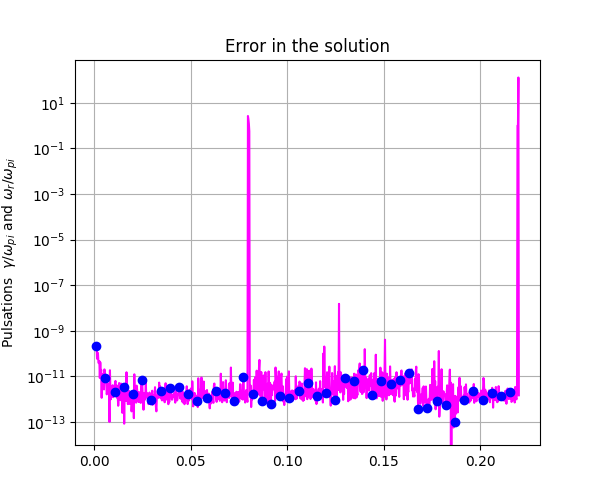 Error in the solution
Pulsations γ/ω_pi and ω_r/ω_pi
10^1
10^-1
10^-3
10^-5
10^-7
10^-9
10^-11
10^-13
0.00 0.05 0.10 0.15 0.20